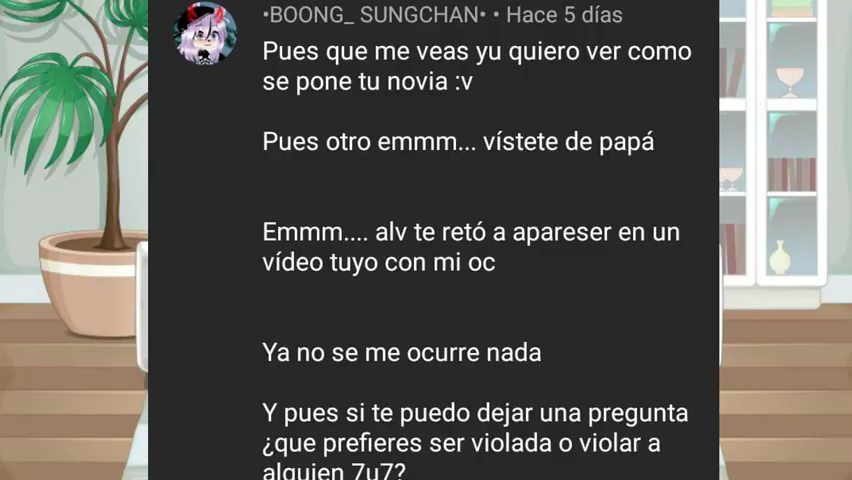 •BOONG_ SUNGCHAN• • Hace 5 días
Pues que me veas yu quiero ver como
se pone tu novia :v
Pues otro emmm... vístete de papá
Emmm.... alv te retó a apareser en un
vídeo tuyo con mi oc
Ya no se me ocurre nada
Y pues si te puedo dejar una pregunta
¿que prefieres ser violada o violar a
alguien 7u7?